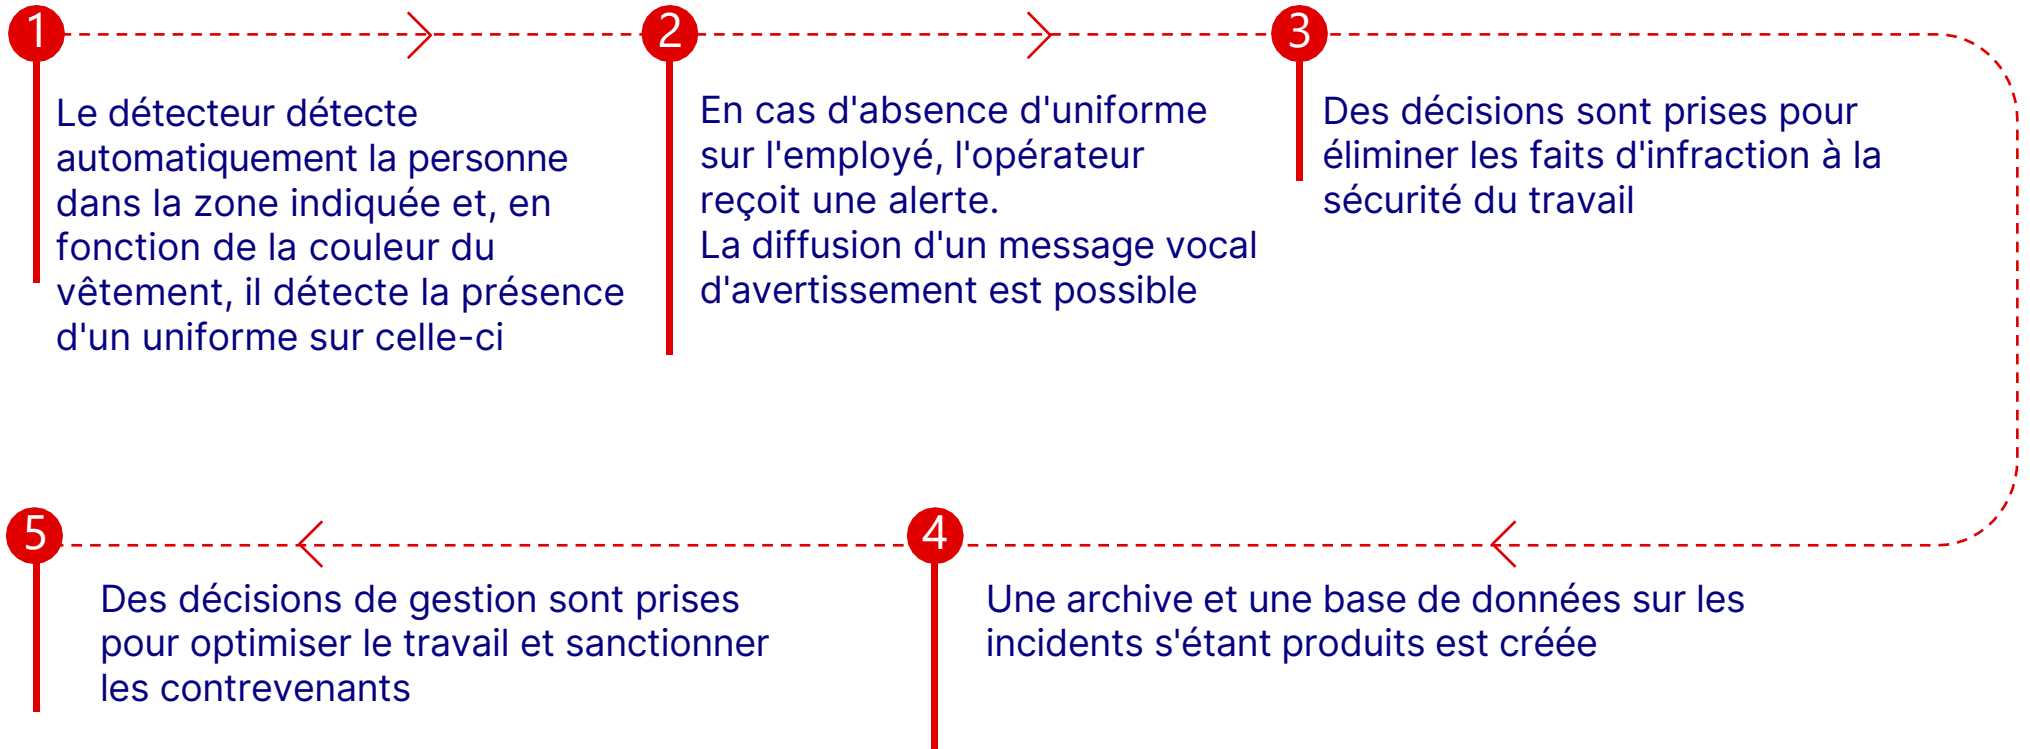 1
Le détecteur détecte
automatiquement la personne
dans la zone indiquée et, en
fonction de la couleur du
vêtement, il détecte la présence
d'un uniforme sur celle-ci
2
En cas d'absence d'uniforme
sur l'employé, l'opérateur
reçoit une alerte.
La diffusion d'un message vocal
d'avertissement est possible
3
Des décisions sont prises pour
éliminer les faits d'infraction à la
sécurité du travail
4
Une archive et une base de données sur les
incidents s'étant produits est créée
5
Des décisions de gestion sont prises
pour optimiser le travail et sanctionner
les contrevenants